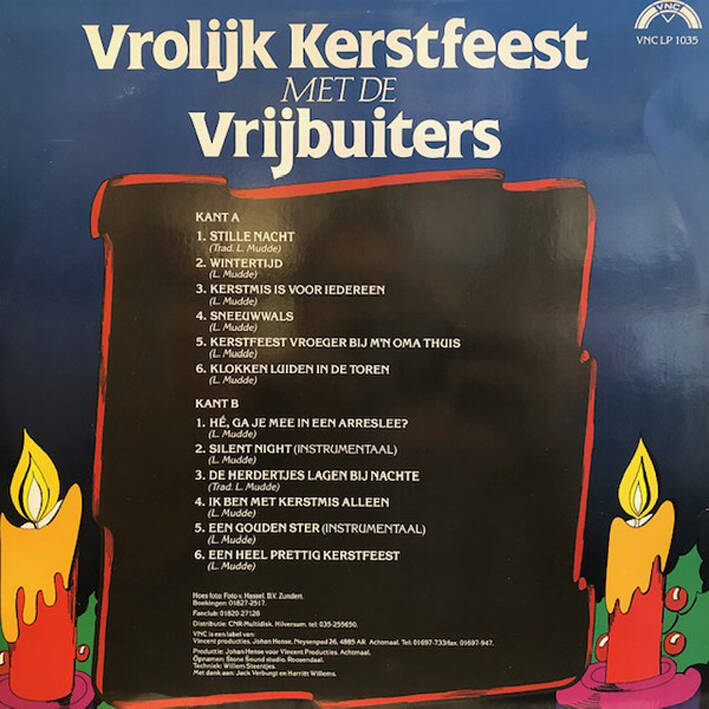 VNC
VNC LP 1035
Vrolijk Kerstfeest
MET DE
Vrijbuiters
KANT A
1. STILLE NACHT
(Trad. L. Mudde)
2. WINTERTIJD
(L. Mudde)
3. KERSTMIS IS VOOR IEDEREEN
(L. Mudde)
4. SNEEUWWALS
(L. Mudde)
5. KERSTFEEST VROEGER BIJ M'N OMA THUIS
(L. Mudde)
6. KLOKKEN LUIDEN IN DE TOREN
(L. Mudde)
KANT B
1. HÉ, GA JE MEE IN EEN ARRESLEE?
(L. Mudde)
2. SILENT NIGHT (INSTRUMENTAAL)
(L. Mudde)
3. DE HERDERTJES LAGEN BIJ NACHTE
(Trad. L. Mudde)
4. IK BEN MET KERSTMIS ALLEEN
(L. Mudde)
5. EEN GOUDEN STER (INSTRUMENTAAL)
(L. Mudde)
6. EEN HEEL PRETTIG KERSTFEEST
(L. Mudde)
Hoes foto: Foto v. Hassel. B.V. Zundert.
Boekingen: 01827-2517.
Fanclub: 01820-27128
Distributie: CNR-Multidisk. Hilversum. tel: 035-255650.
VNC is een label van:
Vincent producties. Johan Hense, Neysenpad 26, 4885 AR Achtmaal. Tel: 01697-733/fax. 01697-947.
Productie: Johan Hense voor Vincent Producties. Achtmaal.
Opnamen: Stone Sound studio. Roosendaal.
Techniek: Willem Steentjes.
Met dank aan: Jack Verburgt en Harriët Willems.